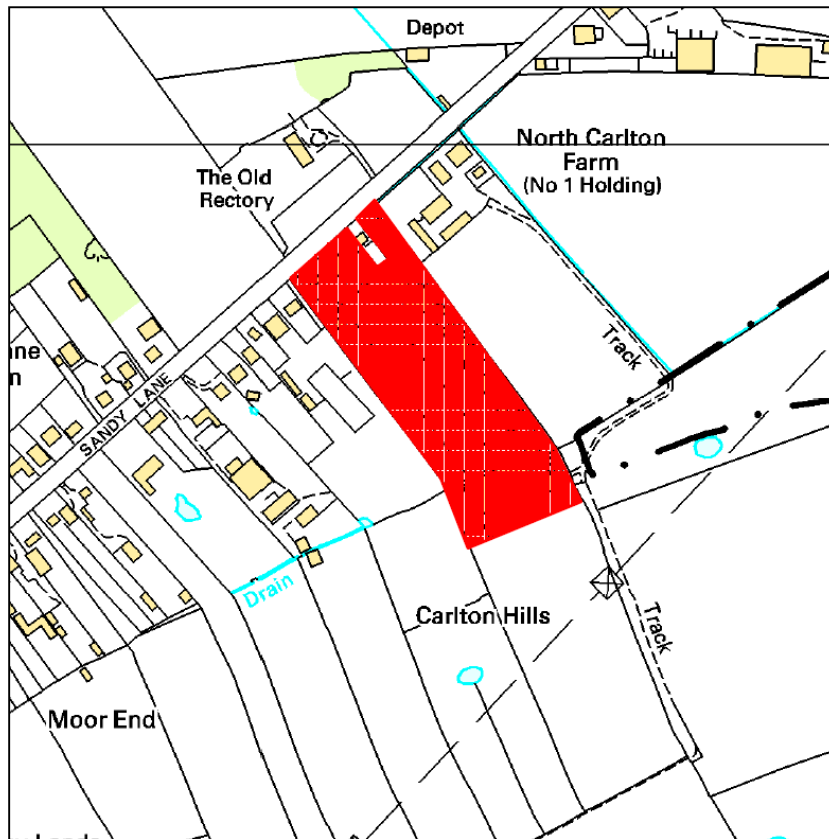 Depot
North Carlton
Farm
(No 1 Holding)
The Old
Rectory
Track
SANDY LANE
Drain
Carlton Hills
Track
Moor End